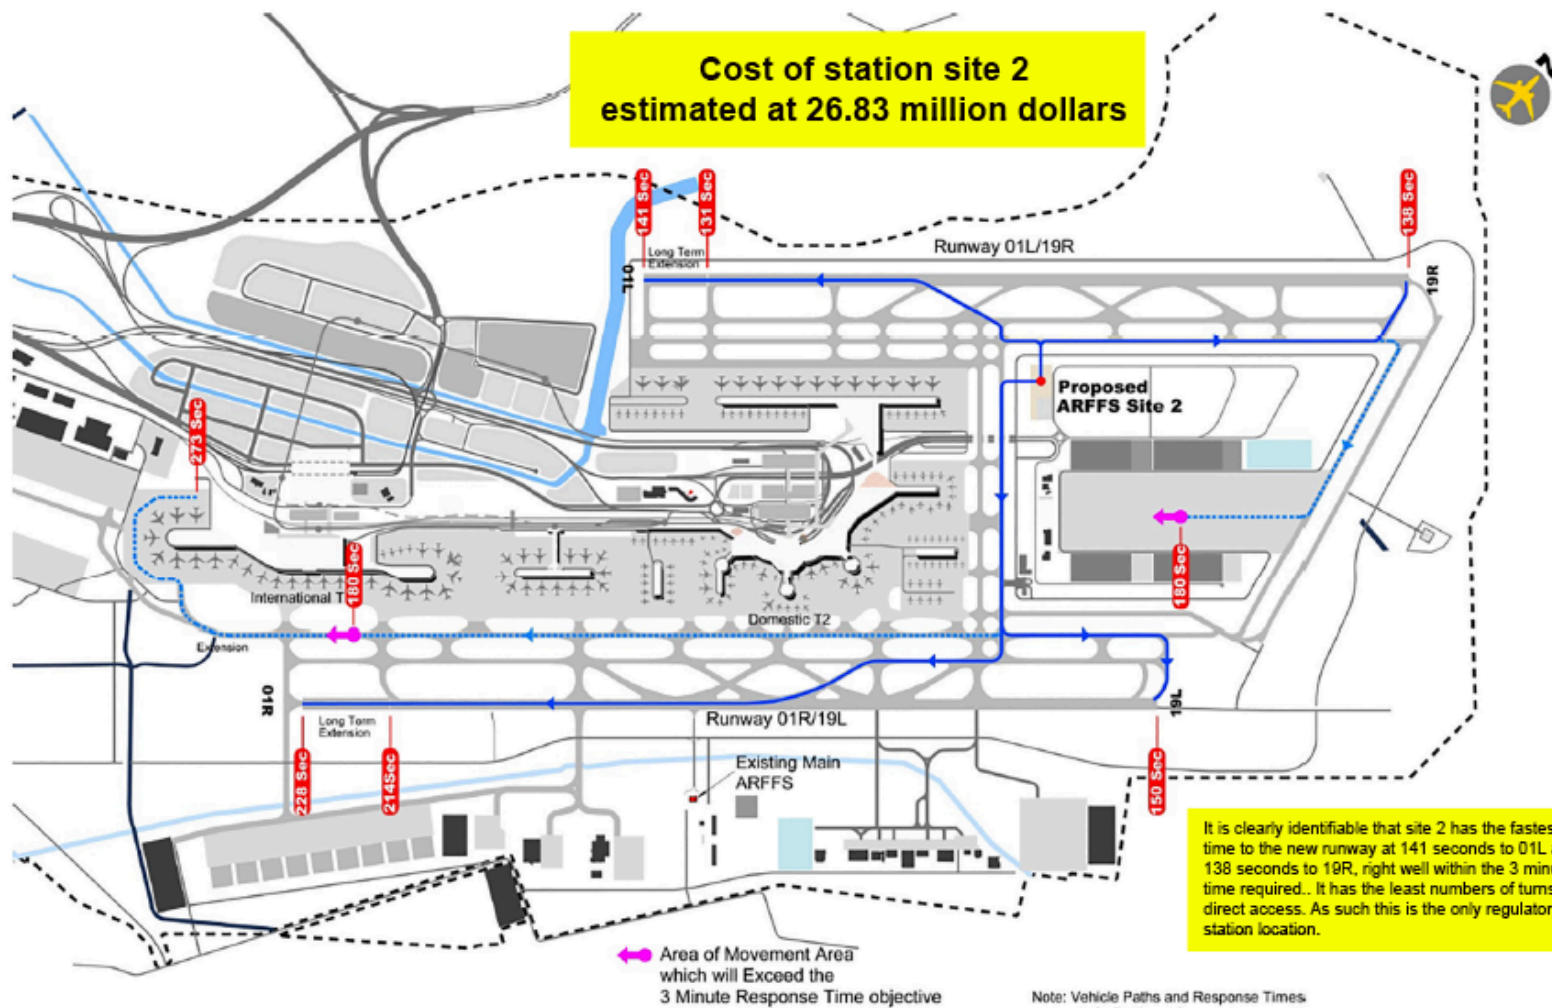 Cost of station site 2
estimated at 26.83 million dollars
141 Sec
131 Sec
138 Sec
Runway 01L/19R
Long Term
Extension
01L
19R
Proposed
ARFFS Site 2
273 Sec
180 Sec
180 Sec
International
Domestic T2
Extension
01R
19L
Long Term
Extension
Runway 01R/19L
228 Sec
214Sec
150 Sec
Existing Main
ARFFS
It is clearly identifiable that site 2 has the
time to the new runway at 141 seconds to 01L
138 seconds to 19R, right well within the 3
time required.. It has the least numbers of turns
direct access. As such this is the only
station location.
Area of Movement Area
which will Exceed the
3 Minute Response Time objective
Note: Vehicle Paths and Response Times